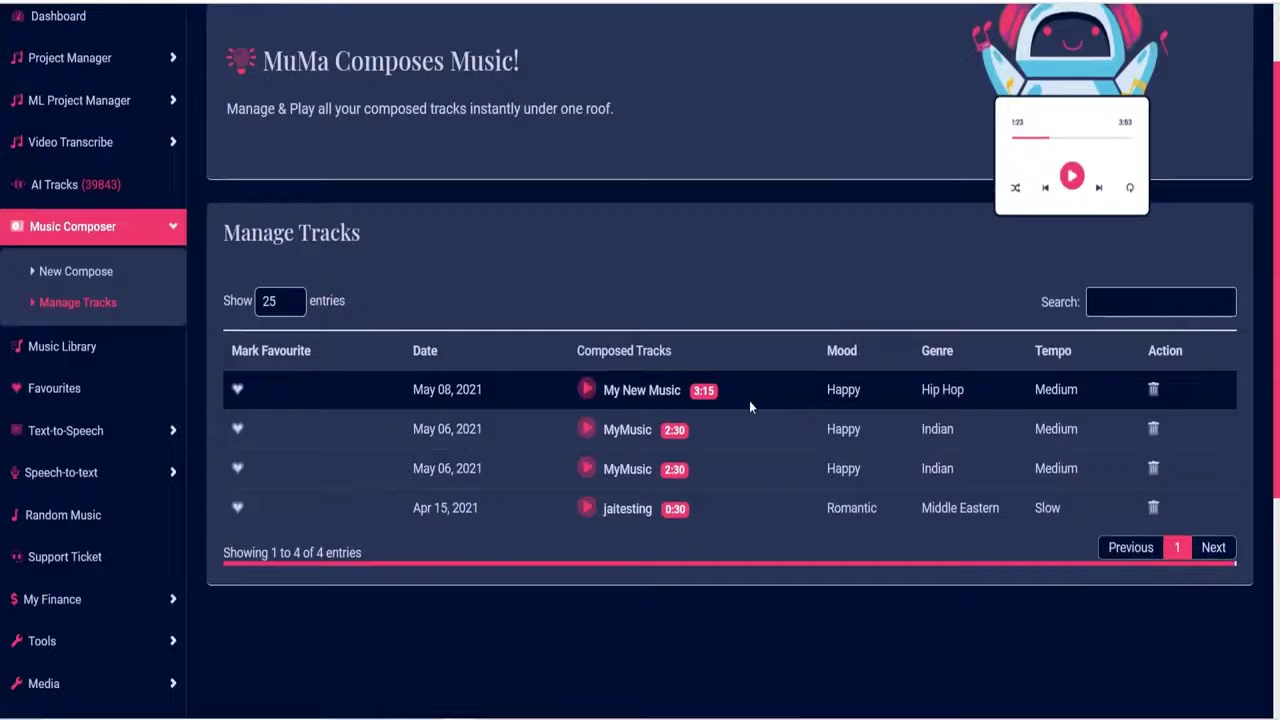 Dashboard
Project Manager
ML Project Manager
Video Transcribe
AI Tracks (39843)
Music Composer
New Compose
Manage Tracks
Music Library
Favourites
Text-to-Speech
Speech-to-text
Random Music
Support Ticket
$ My Finance
Tools
Media
MuMa Composes Music!
Manage & Play all your composed tracks instantly under one roof.
1:23 3:53
Manage Tracks
Show 25 entries Search:
Mark Favourite Date Composed Tracks Mood Genre Tempo Action
May 08, 2021 My New Music 3:15 Happy Hip Hop Medium
May 06, 2021 MyMusic 2:30 Happy Indian Medium
May 06, 2021 MyMusic 2:30 Happy Indian Medium
Apr 15, 2021 jaitesting 0:30 Romantic Middle Eastern Slow
Showing 1 to 4 of 4 entries Previous 1 Next